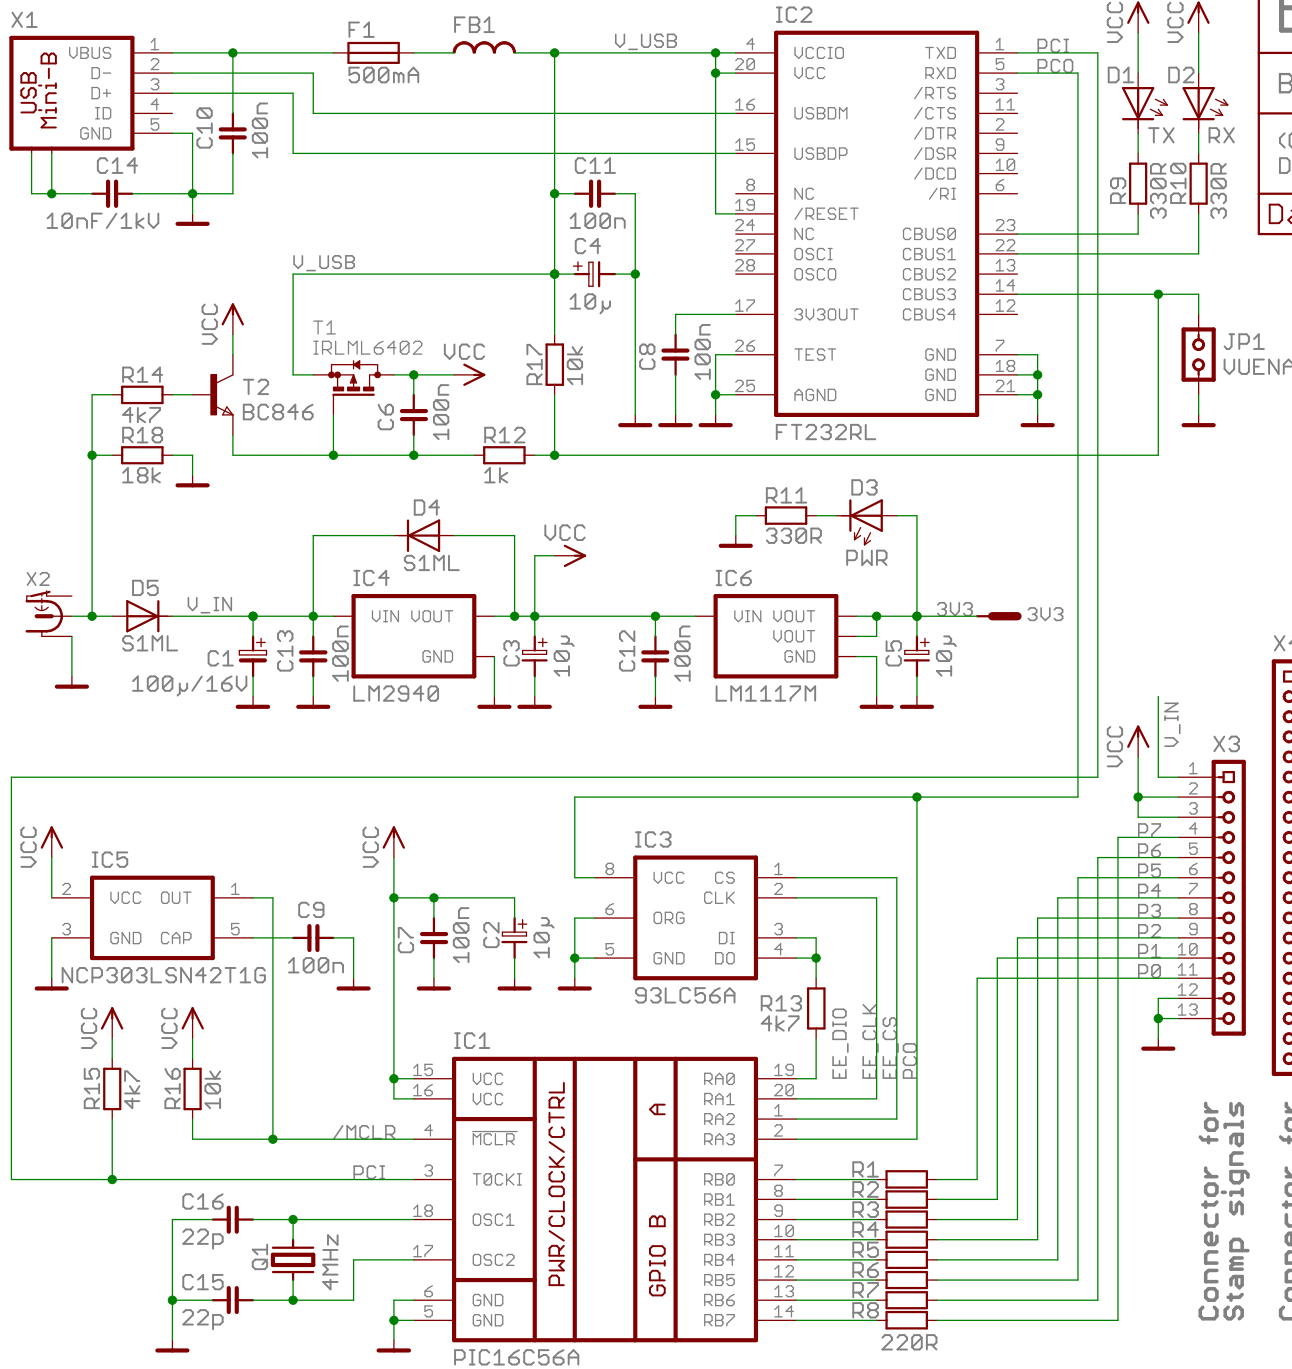 X1
VBUS 1
D- 2
D+ 3
ID 4
GND 5
USB
Mini-B
C14
10nF/1kV
C10
100n
F1
500mA
FB1
V_USB
IC2
4 VCCIO TXD 1 PCI
20 VCC RXD 5 PCO
/RTS 3
16 USBDM /CTS 11
/DTR 2
15 USBDP /DSR 9
/DCD 10
8 NC /RI 6
19 /RESET
24 NC CBUS0 23
27 OSCI CBUS1 22
28 OSCO CBUS2 13
CBUS3 14
17 3V3OUT CBUS4 12
26 TEST GND 7
GND 18
25 AGND GND 21
FT232RL
VCC
VCC
D1
TX
D2
RX
R9
330R
R10
330R
JP1
VUENA
C11
100n
C4
10µ
V_USB
C8
100n
R17
10k
VCC
T1
IRLML6402
VCC
C6
100n
R14
4k7
T2
BC846
R18
18k
R12
1k
X2
D5
S1ML
V_IN
C1
100µ/16V
C13
100n
D4
S1ML
IC4
VIN VOUT
GND
LM2940
VCC
C3
10µ
C12
100n
R11
330R
D3
PWR
IC6
VIN VOUT
VOUT
GND
LM1117M
C5
10µ
3V3
3V3
VCC
V_IN
X3
1
2
3
P7 4
P6 5
P5 6
P4 7
P3 8
P2 9
P1 10
P0 11
12
13
Connector for
Stamp signals
X4
Connector for
VCC
IC5
2 VCC OUT 1
3 GND CAP 5
NCP303LSN42T1G
C9
100n
VCC
C7
100n
C2
10µ
IC3
8 VCC CS 1
CLK 2
6 ORG
DI 3
5 GND DO 4
93LC56A
R13
4k7
EE_DIO
EE_CLK
EE_CS
PCO
VCC
R15
4k7
VCC
R16
10k
/MCLR
PCI
IC1
15 VCC
16 VCC
4 MCLR
3 T0CKI
18 OSC1
17 OSC2
6 GND
5 GND
PWR/CLOCK/CTRL
A
GPIO B
RA0 19
RA1 20
RA2 1
RA3 2
RB0 7
RB1 8
RB2 9
RB3 10
RB4 11
RB5 12
RB6 13
RB7 14
PIC16C56A
R1
R2
R3
R4
R5
R6
R7
R8
220R
C16
22p
C15
22p
Q1
4MHz